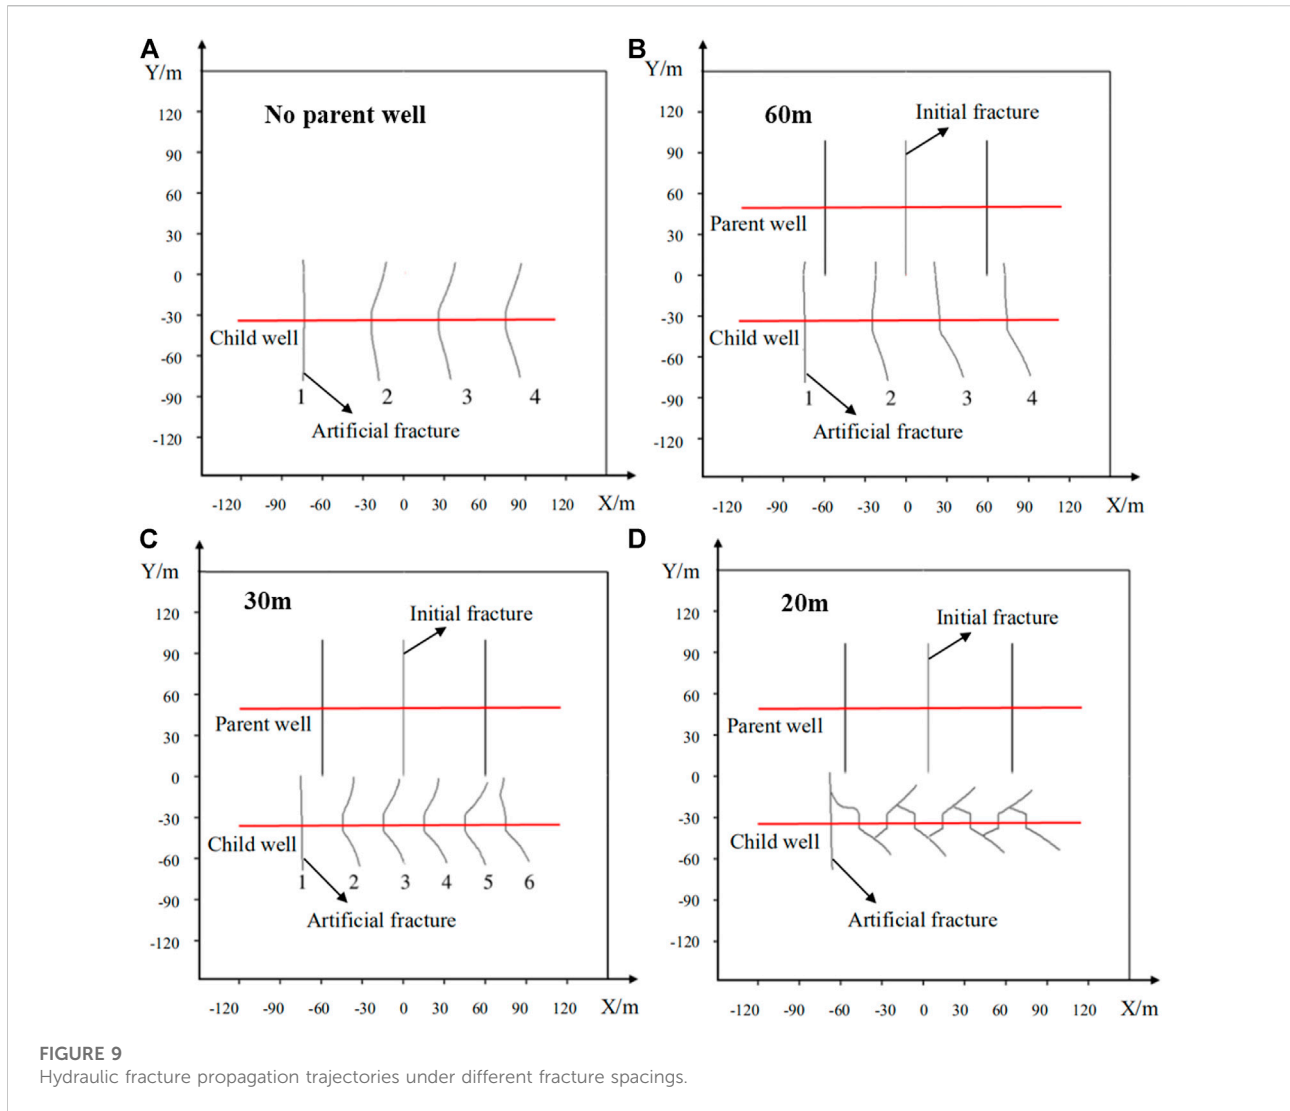 A
Y/m
No parent well
120
90
60
30
0
-30
Child well
-60
-90
1 2 3 4
Artificial fracture
-120
-120 -90 -60 -30 0 30 60 90 120 X/m
B
Y/m
60m
Initial fracture
120
90
60
Parent well
30
0
-30
Child well
-60
-90
1 2 3 4
Artificial fracture
-120
-120 -90 -60 -30 0 30 60 90 120 X/m
C
Y/m
30m
Initial fracture
120
90
60
Parent well
30
0
-30
Child well
-60
1 2 3 4 5 6
-90
Artificial fracture
-120
-120 -90 -60 -30 0 30 60 90 120 X/m
D
Y/m
20m
Initial fracture
120
90
60
Parent well
30
0
-30
Child well
-60
-90
Artificial fracture
-120
-120 -90 -60 -30 0 30 60 90 120 X/m
FIGURE 9
Hydraulic fracture propagation trajectories under different fracture spacings.